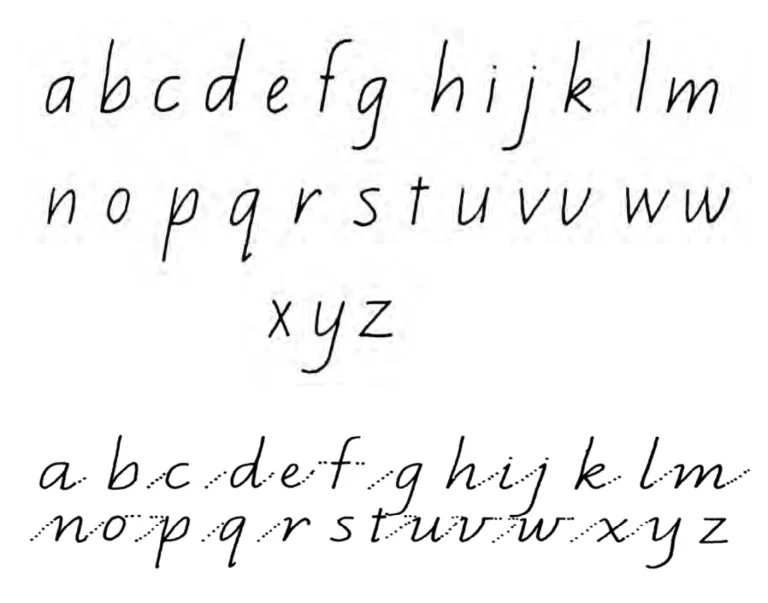 a b c d e f g h i j k l m
n o p q r s t u v v w w
x y z
a b c d e f g h i j k l m
n o p q r s t u v w x y z